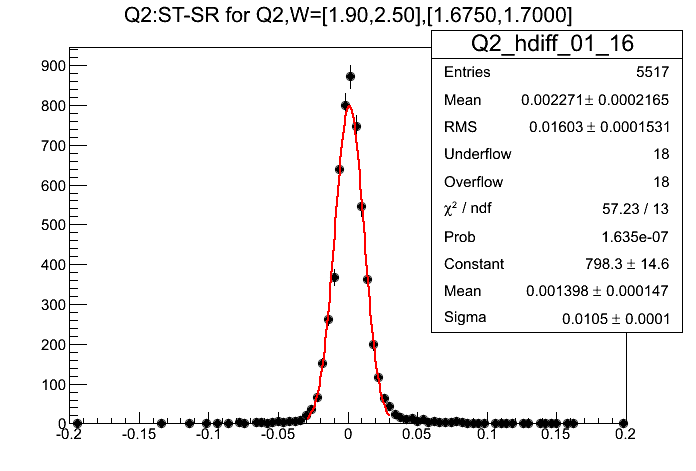 Q2:ST-SR for Q2,W=[1.90,2.50],[1.6750,1.7000]
Q2_hdiff_01_16
Entries 5517
Mean 0.002271 ± 0.0002165
RMS 0.01603 ± 0.0001531
Underflow 18
Overflow 18
χ² / ndf 57.23 / 13
Prob 1.635e-07
Constant 798.3 ± 14.6
Mean 0.001398 ± 0.000147
Sigma 0.0105 ± 0.0001
900
800
700
600
500
400
300
200
100
0
-0.2 -0.15 -0.1 -0.05 0 0.05 0.1 0.15 0.2